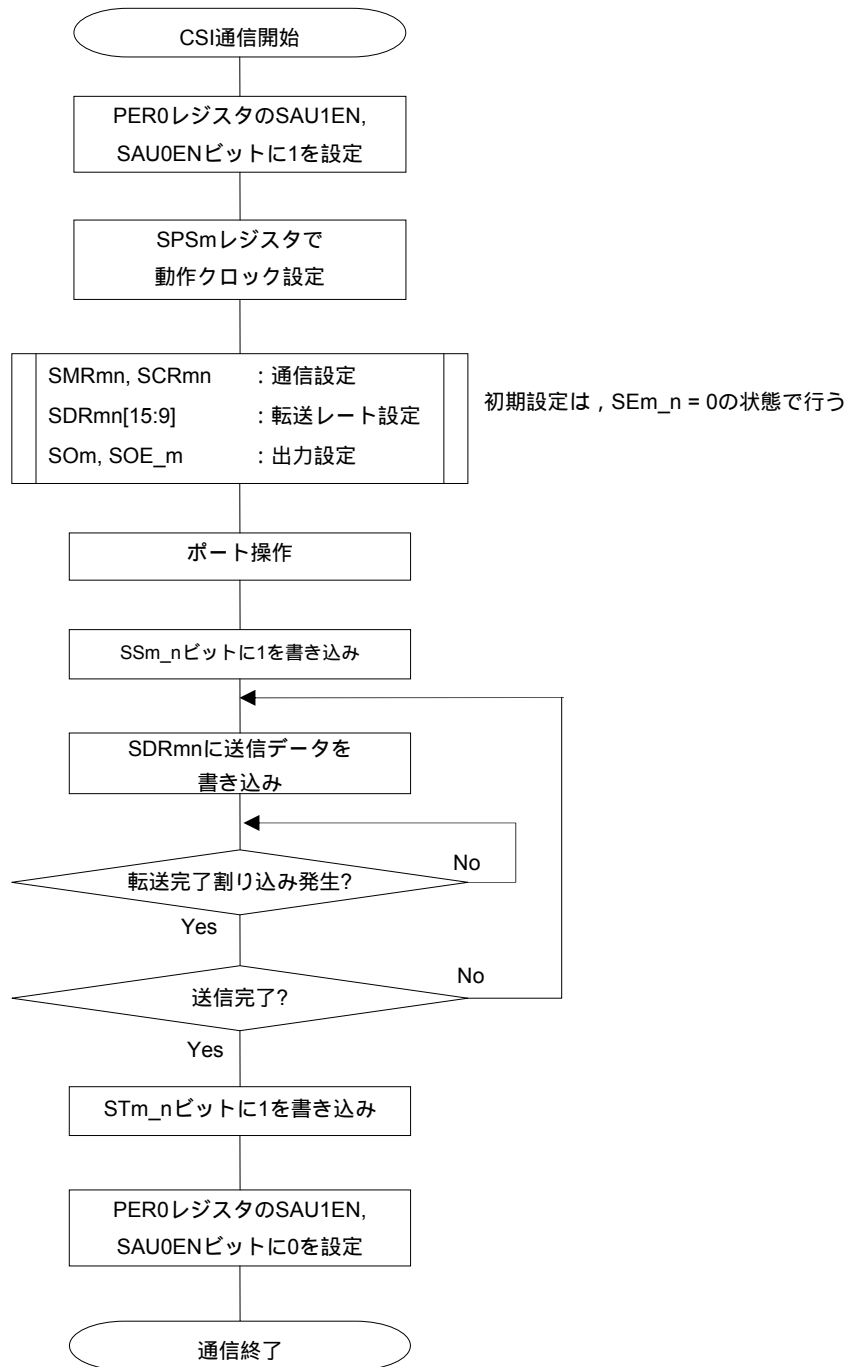 CSI通信開始
PER0レジスタのSAU1EN,
SAU0ENビットに1を設定
SPSmレジスタで
動作クロック設定
SMRmn, SCRmn ：通信設定
SDRmn[15:9] ：転送レート設定
SOm, SOE_m ：出力設定
初期設定は，SEm_n = 0の状態で行う
ポート操作
SSm_nビットに1を書き込み
SDRmnに送信データを
書き込み
転送完了割り込み発生?
No
Yes
送信完了?
No
Yes
STm_nビットに1を書き込み
PER0レジスタのSAU1EN,
SAU0ENビットに0を設定
通信終了